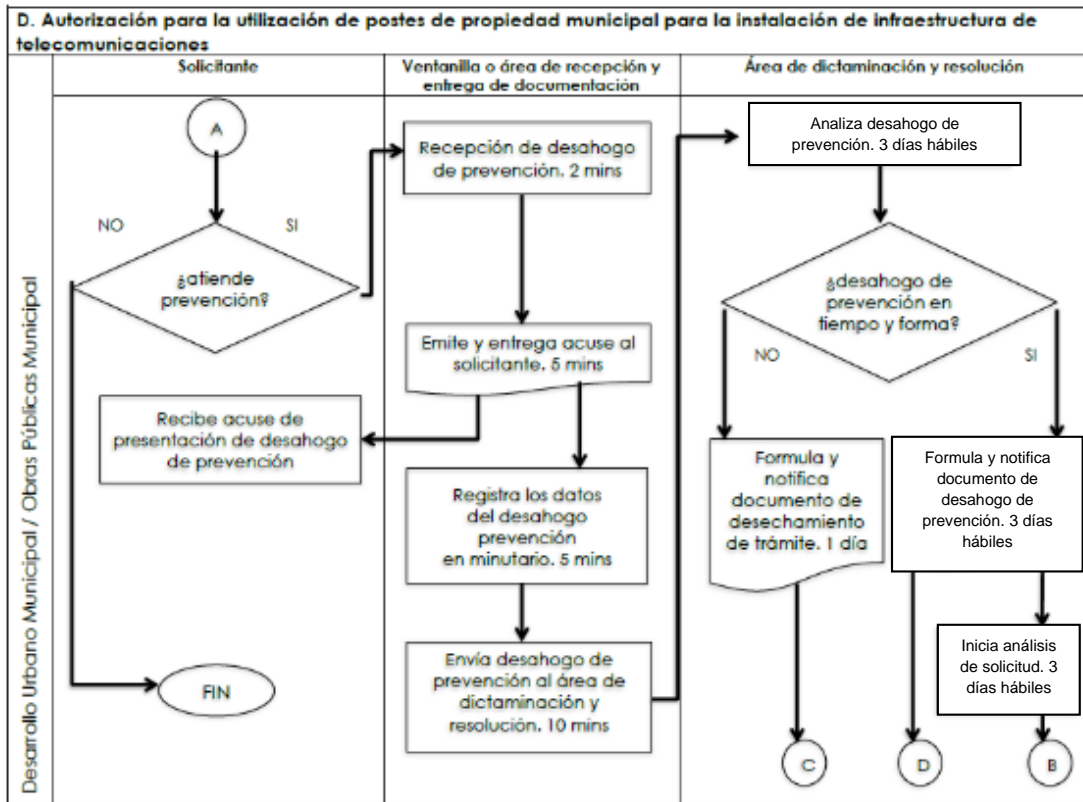 D. Autorización para la utilización de postes de propiedad municipal para la instalación de infraestructura de
telecomunicaciones
Desarrollo Urbano Municipal / Obras Públicas Municipal
Solicitante
A
NO
SI
¿atiende
prevención?
Recibe acuse de
presentación de desahogo
de prevención
FIN
Ventanilla o área de recepción y
entrega de documentación
Recepción de desahogo
de prevención. 2 mins
Emite y entrega acuse al
solicitante. 5 mins
Registra los datos
del desahogo
prevención
en minutario. 5 mins
Envía desahogo de
prevención al área de
dictaminación y
resolución. 10 mins
Área de dictaminación y resolución
Analiza desahogo de
prevención. 3 días hábiles
¿desahogo de
prevención en
tiempo y forma?
NO
SI
Formula y
notifica
documento de
desechamiento
de trámite. 1 día
Formula y notifica
documento de
desahogo de
prevención. 3 días
hábiles
Inicia análisis
de solicitud. 3
días hábiles
C
D
B